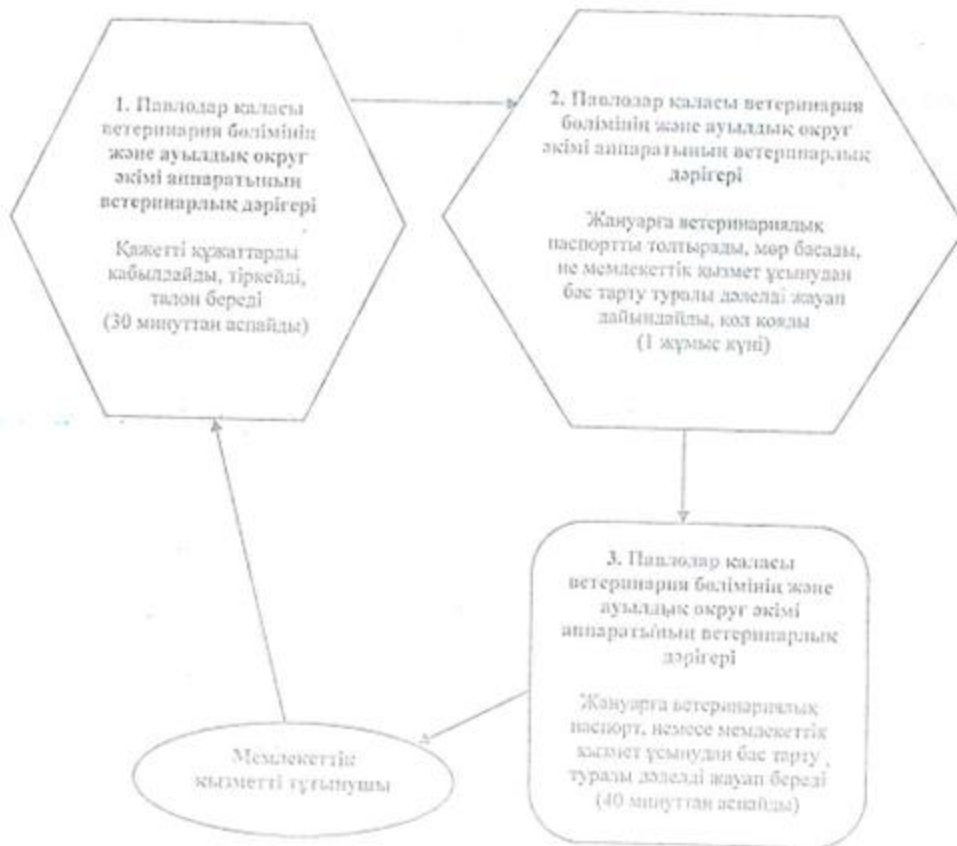 1. Павлодар қаласы
ветеринария бөлімінің
және ауылдық округ
әкімі аппаратының
ветеринарлық дәрігері
Қажетті құжаттарды
қабылдайды, тіркейді,
талон береді
(30 минуттан аспайды)
2. Павлодар қаласы ветеринария
бөлімінің және ауылдық округ
әкімі аппаратының ветеринарлық
дәрігері
Жануарға ветеринариялық
паспортты толтырады, мөр басады,
не мемлекеттік қызмет ұсынудан
бас тарту туралы дәлелді жауап
дайындайды, қол қояды
(1 жұмыс күні)
3. Павлодар қаласы
ветеринария бөлімінің және
ауылдық округ әкімі
аппаратының ветеринарлық
дәрігері
Жануарға ветеринариялық
паспорт, немесе мемлекеттік
қызмет ұсынудан бас тарту
туралы дәлелді жауап береді
(40 минуттан аспайды)
Мемлекеттік
қызметті тұтынушы